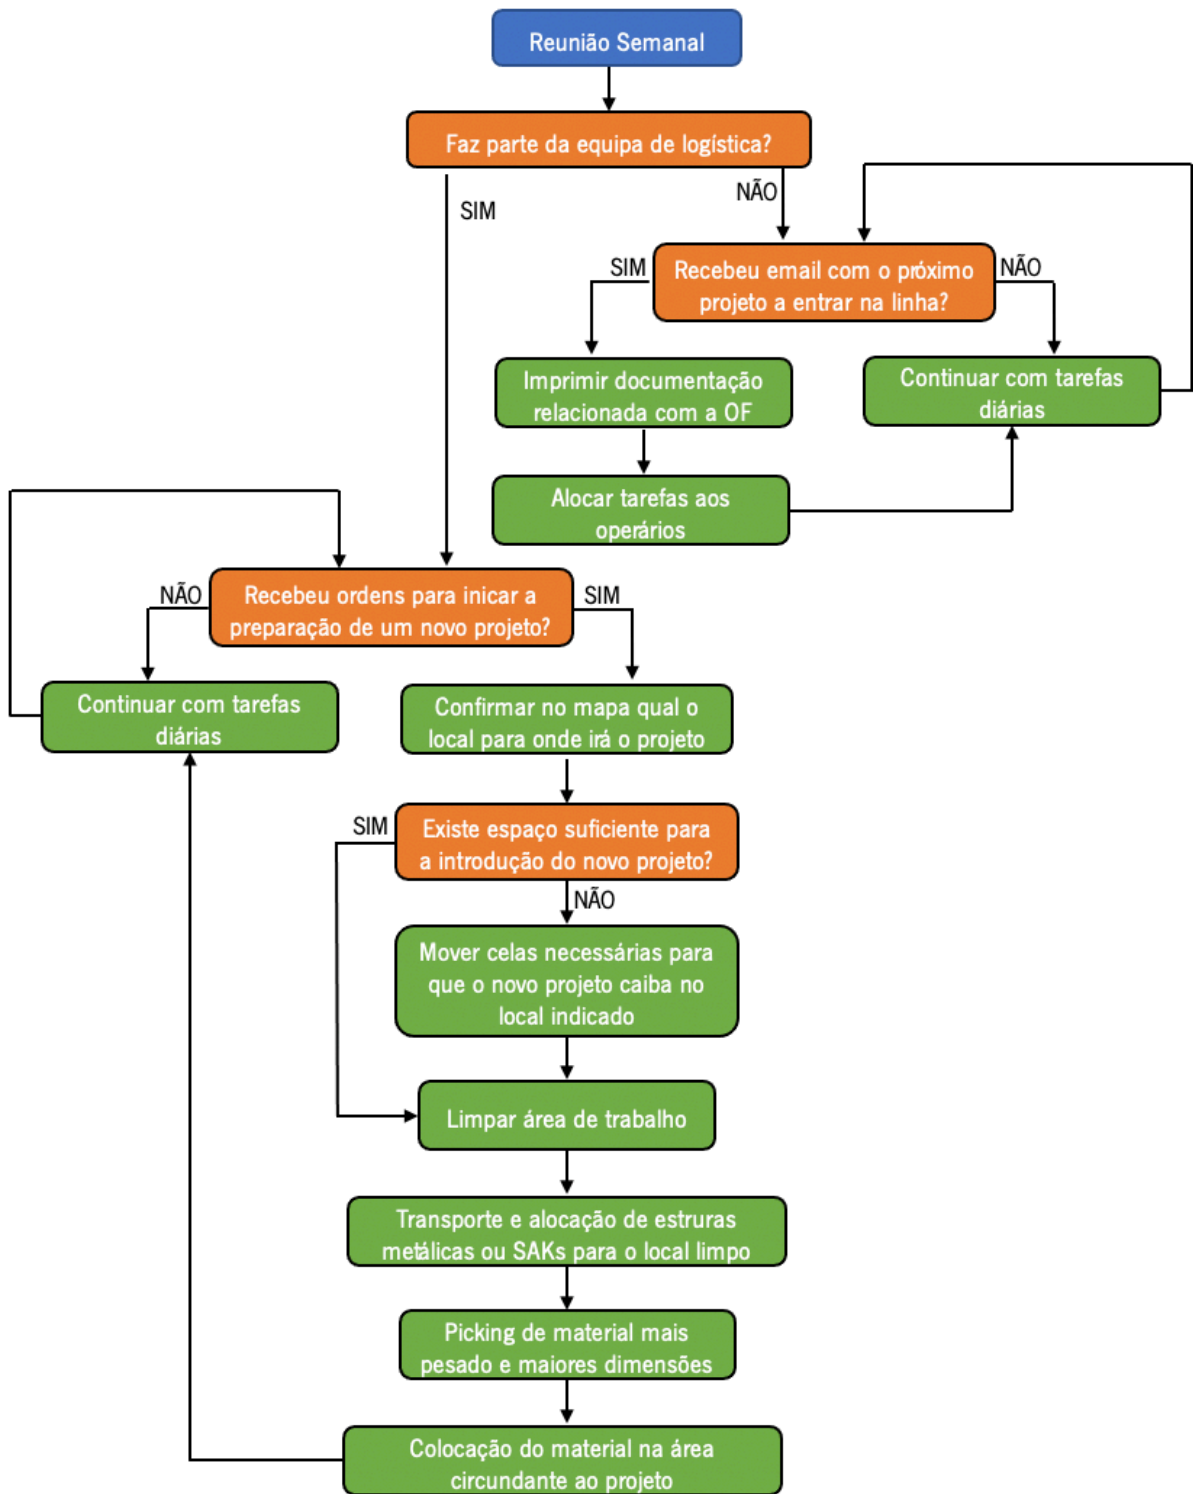 Reunião Semanal
Faz parte da equipa de logística?
SIM
NÃO
Recebeu email com o próximo
projeto a entrar na linha?
SIM
NÃO
Imprimir documentação
relacionada com a OF
Continuar com tarefas
diárias
Alocar tarefas aos
operários
Recebeu ordens para inicar a
preparação de um novo projeto?
NÃO
SIM
Continuar com tarefas
diárias
Confirmar no mapa qual o
local para onde irá o projeto
Existe espaço suficiente para
a introdução do novo projeto?
SIM
NÃO
Mover celas necessárias para
que o novo projeto caiba no
local indicado
Limpar área de trabalho
Transporte e alocação de estruras
metálicas ou SAKs para o local limpo
Picking de material mais
pesado e maiores dimensões
Colocação do material na área
circundante ao projeto